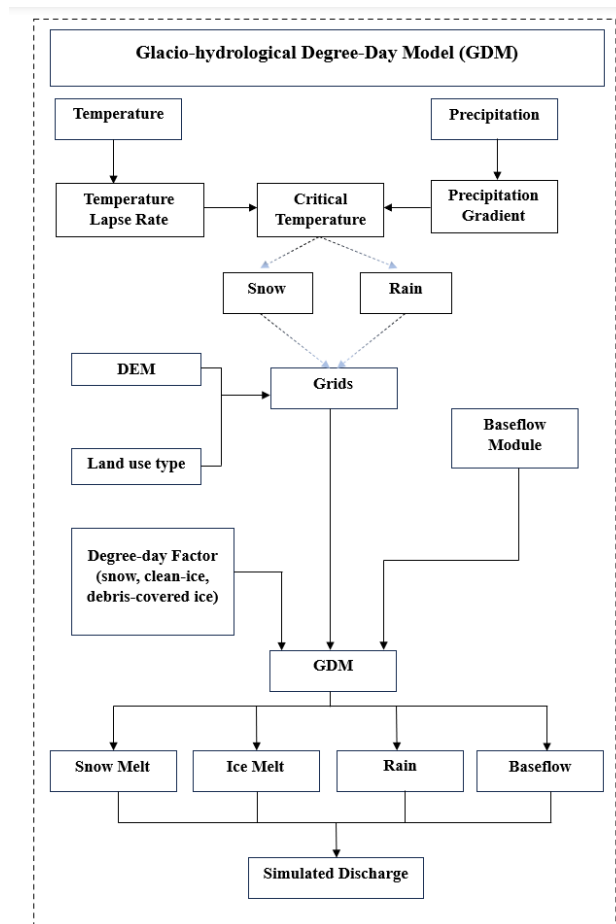 Glacio-hydrological Degree-Day Model (GDM)
Temperature
Precipitation
Temperature
Lapse Rate
Critical
Temperature
Precipitation
Gradient
Snow
Rain
DEM
Grids
Land use type
Baseflow
Module
Degree-day Factor
(snow, clean-ice,
debris-covered ice)
GDM
Snow Melt
Ice Melt
Rain
Baseflow
Simulated Discharge